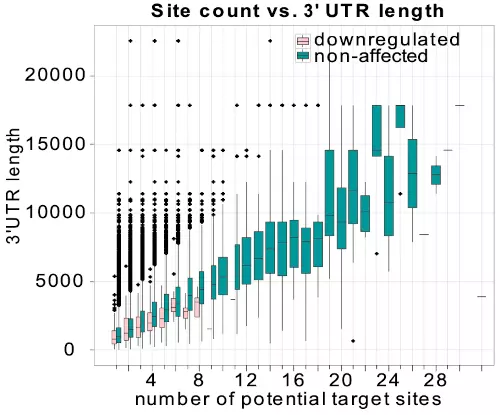 Site count vs. 3' UTR length
downregulated
non-affected
3'UTR length
20000
15000
10000
5000
0
4 8 12 16 20 24 28
number of potential target sites